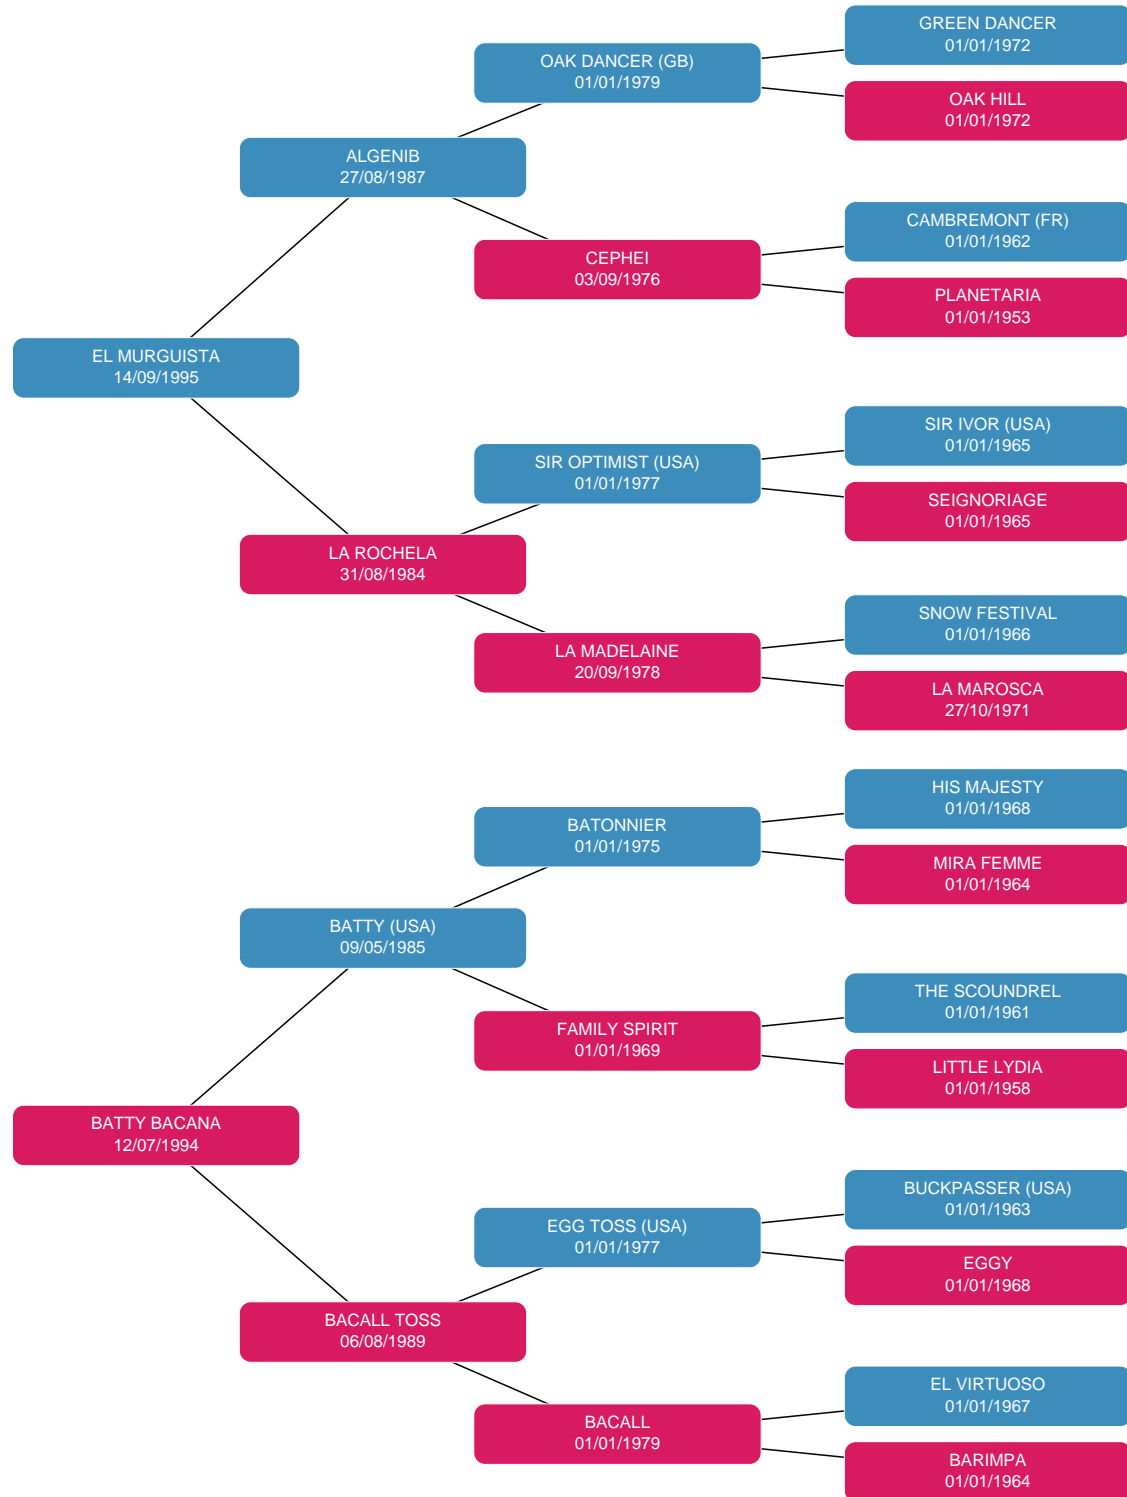 GREEN DANCER
01/01/1972
OAK DANCER (GB)
01/01/1979
OAK HILL
01/01/1972
ALGENIB
27/08/1987
CAMBREMONT (FR)
01/01/1962
CEPHEI
03/09/1976
PLANETARIA
01/01/1953
EL MURGUISTA
14/09/1995
SIR IVOR (USA)
01/01/1965
SIR OPTIMIST (USA)
01/01/1977
SEIGNORIAGE
01/01/1965
LA ROCHELA
31/08/1984
SNOW FESTIVAL
01/01/1966
LA MADELAINE
20/09/1978
LA MAROSCA
27/10/1971
HIS MAJESTY
01/01/1968
BATONNIER
01/01/1975
MIRA FEMME
01/01/1964
BATTY (USA)
09/05/1985
THE SCOUNDREL
01/01/1961
FAMILY SPIRIT
01/01/1969
LITTLE LYDIA
01/01/1958
BATTY BACANA
12/07/1994
BUCKPASSER (USA)
01/01/1963
EGG TOSS (USA)
01/01/1977
EGGY
01/01/1968
BACALL TOSS
06/08/1989
EL VIRTUOSO
01/01/1967
BACALL
01/01/1979
BARIMPA
01/01/1964